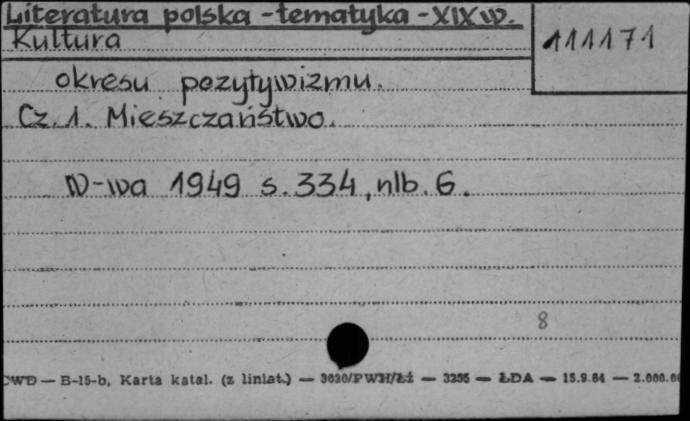 Literatura polska - tematyka - XIX w.
Kultura
111171
okresu pozytywizmu.
Cz. 1. Mieszczaństwo.
W-wa 1949 s. 334, nlb. 6.
8
CWD — B-15-b, Karta katal. (z liniat.) — 3030/PWH/Łź — 3255 — ŁDA — 15.9.64 — 2.000.00